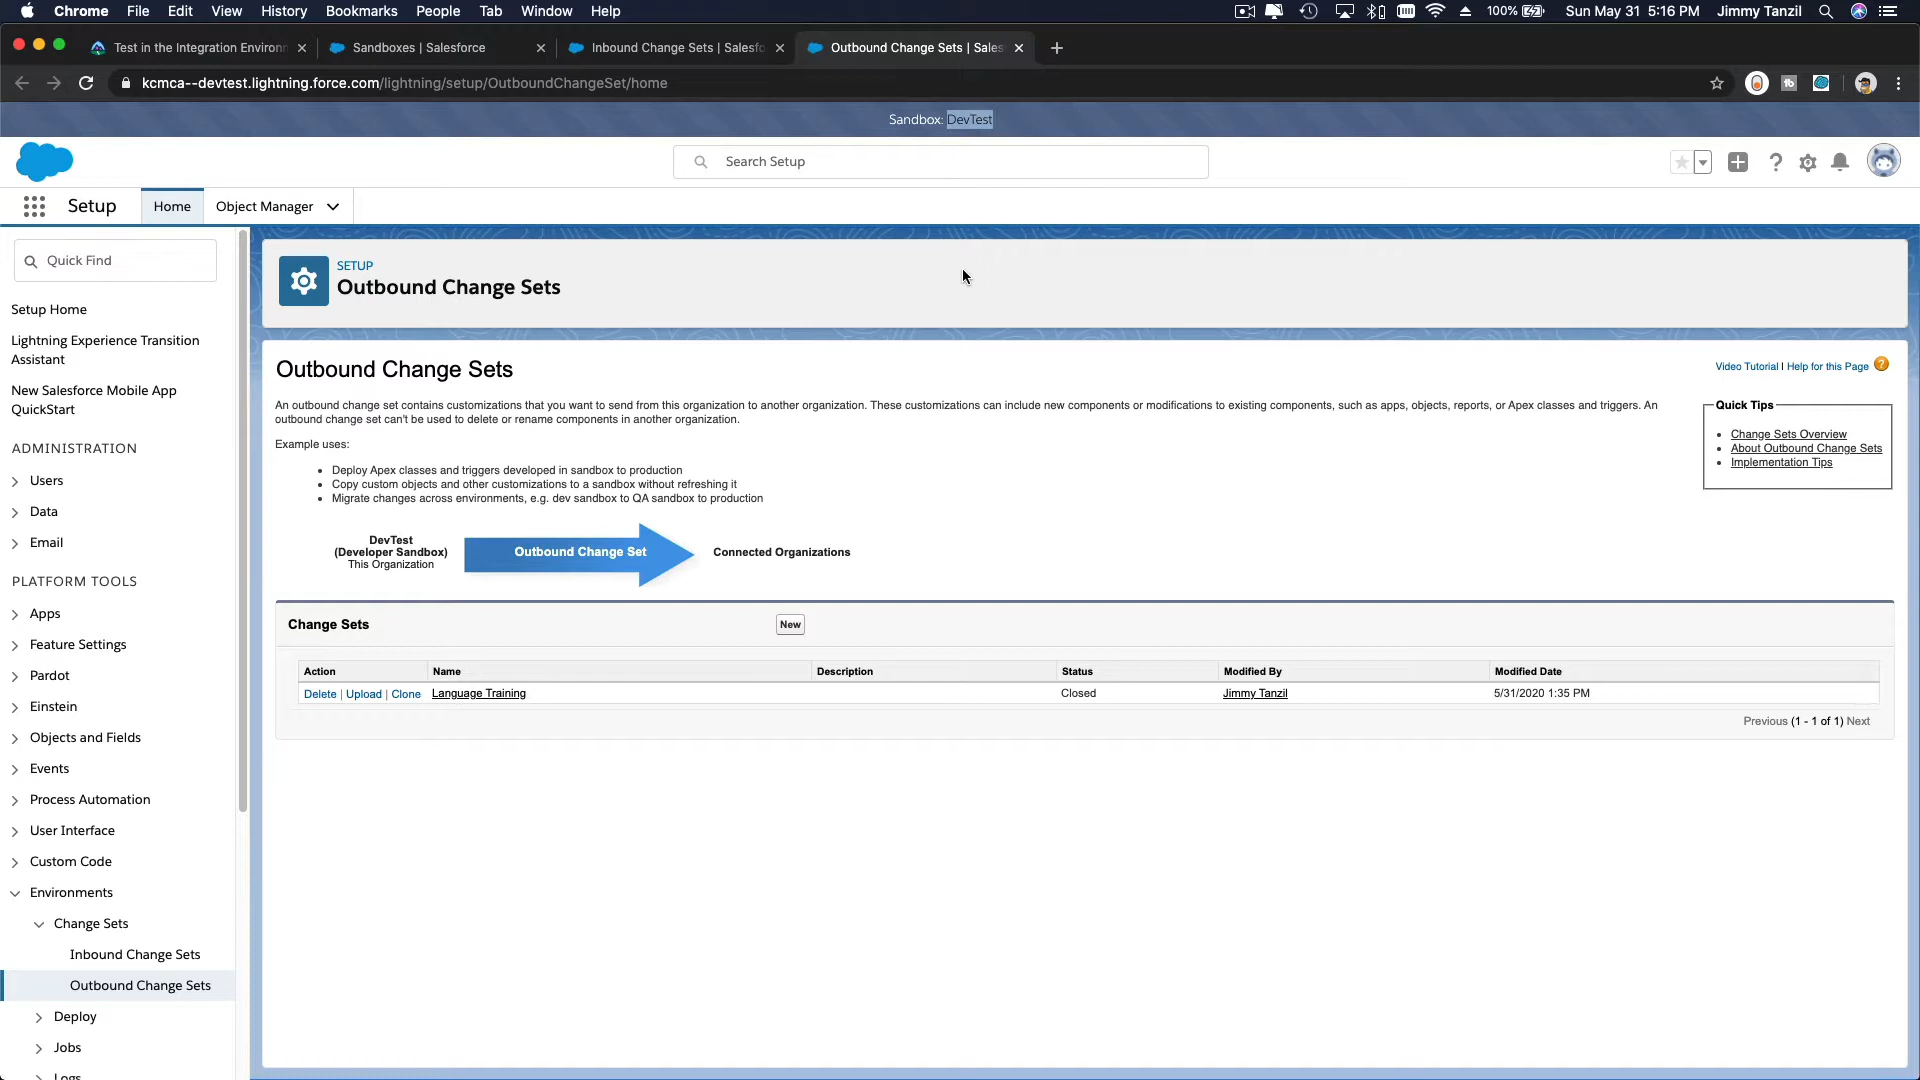 Chrome File Edit View History Bookmarks People Tab Window Help 100% Sun May 31 5:16 PM Jimmy Tanzil
Test in the Integration Environ Sandboxes | Salesforce Inbound Change Sets | Salesfo Outbound Change Sets | Sales
kcmca--devtest.lightning.force.com/lightning/setup/OutboundChangeSet/home
Sandbox: DevTest
Search Setup
Setup Home Object Manager
Quick Find
Setup Home
Lightning Experience Transition
Assistant
New Salesforce Mobile App
QuickStart
ADMINISTRATION
Users
Data
Email
PLATFORM TOOLS
Apps
Feature Settings
Pardot
Einstein
Objects and Fields
Events
Process Automation
User Interface
Custom Code
Environments
Change Sets
Inbound Change Sets
Outbound Change Sets
Deploy
Jobs
Logs
SETUP
Outbound Change Sets
Outbound Change Sets
Video Tutorial | Help for this Page ?
An outbound change set contains customizations that you want to send from this organization to another organization. These customizations can include new components or modifications to existing components, such as apps, objects, reports, or Apex classes and triggers. An
outbound change set can't be used to delete or rename components in another organization.
Example uses:
• Deploy Apex classes and triggers developed in sandbox to production
• Copy custom objects and other customizations to a sandbox without refreshing it
• Migrate changes across environments, e.g. dev sandbox to QA sandbox to production
Quick Tips
• Change Sets Overview
• About Outbound Change Sets
• Implementation Tips
DevTest
(Developer Sandbox)
This Organization
Outbound Change Set
Connected Organizations
Change Sets New
Action Name Description Status Modified By Modified Date
Delete | Upload | Clone Language Training Closed Jimmy Tanzil 5/31/2020 1:35 PM
Previous (1 - 1 of 1) Next